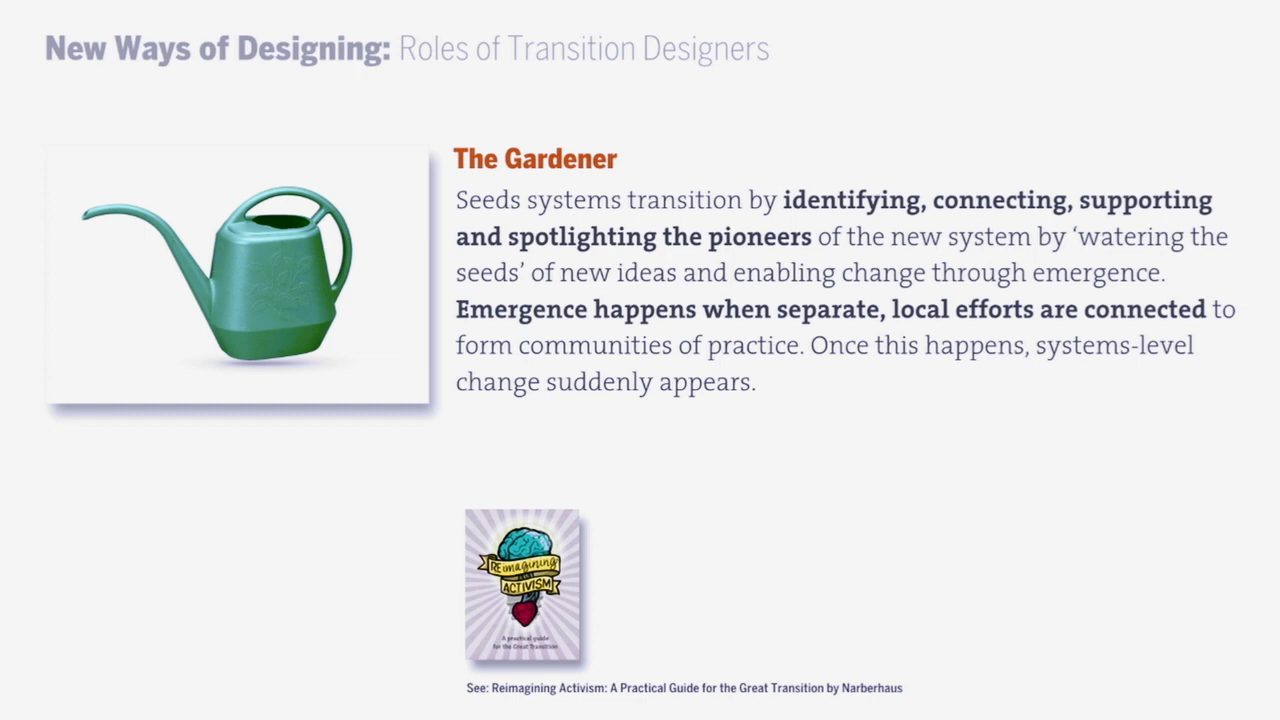 New Ways of Designing: Roles of Transition Designers
The Gardener
Seeds systems transition by identifying, connecting, supporting
and spotlighting the pioneers of the new system by ‘watering the
seeds’ of new ideas and enabling change through emergence.
Emergence happens when separate, local efforts are connected to
form communities of practice. Once this happens, systems-level
change suddenly appears.
REimagining
ACTIVISM
A practical guide
for the Great Transition
See: Reimagining Activism: A Practical Guide for the Great Transition by Narberhaus